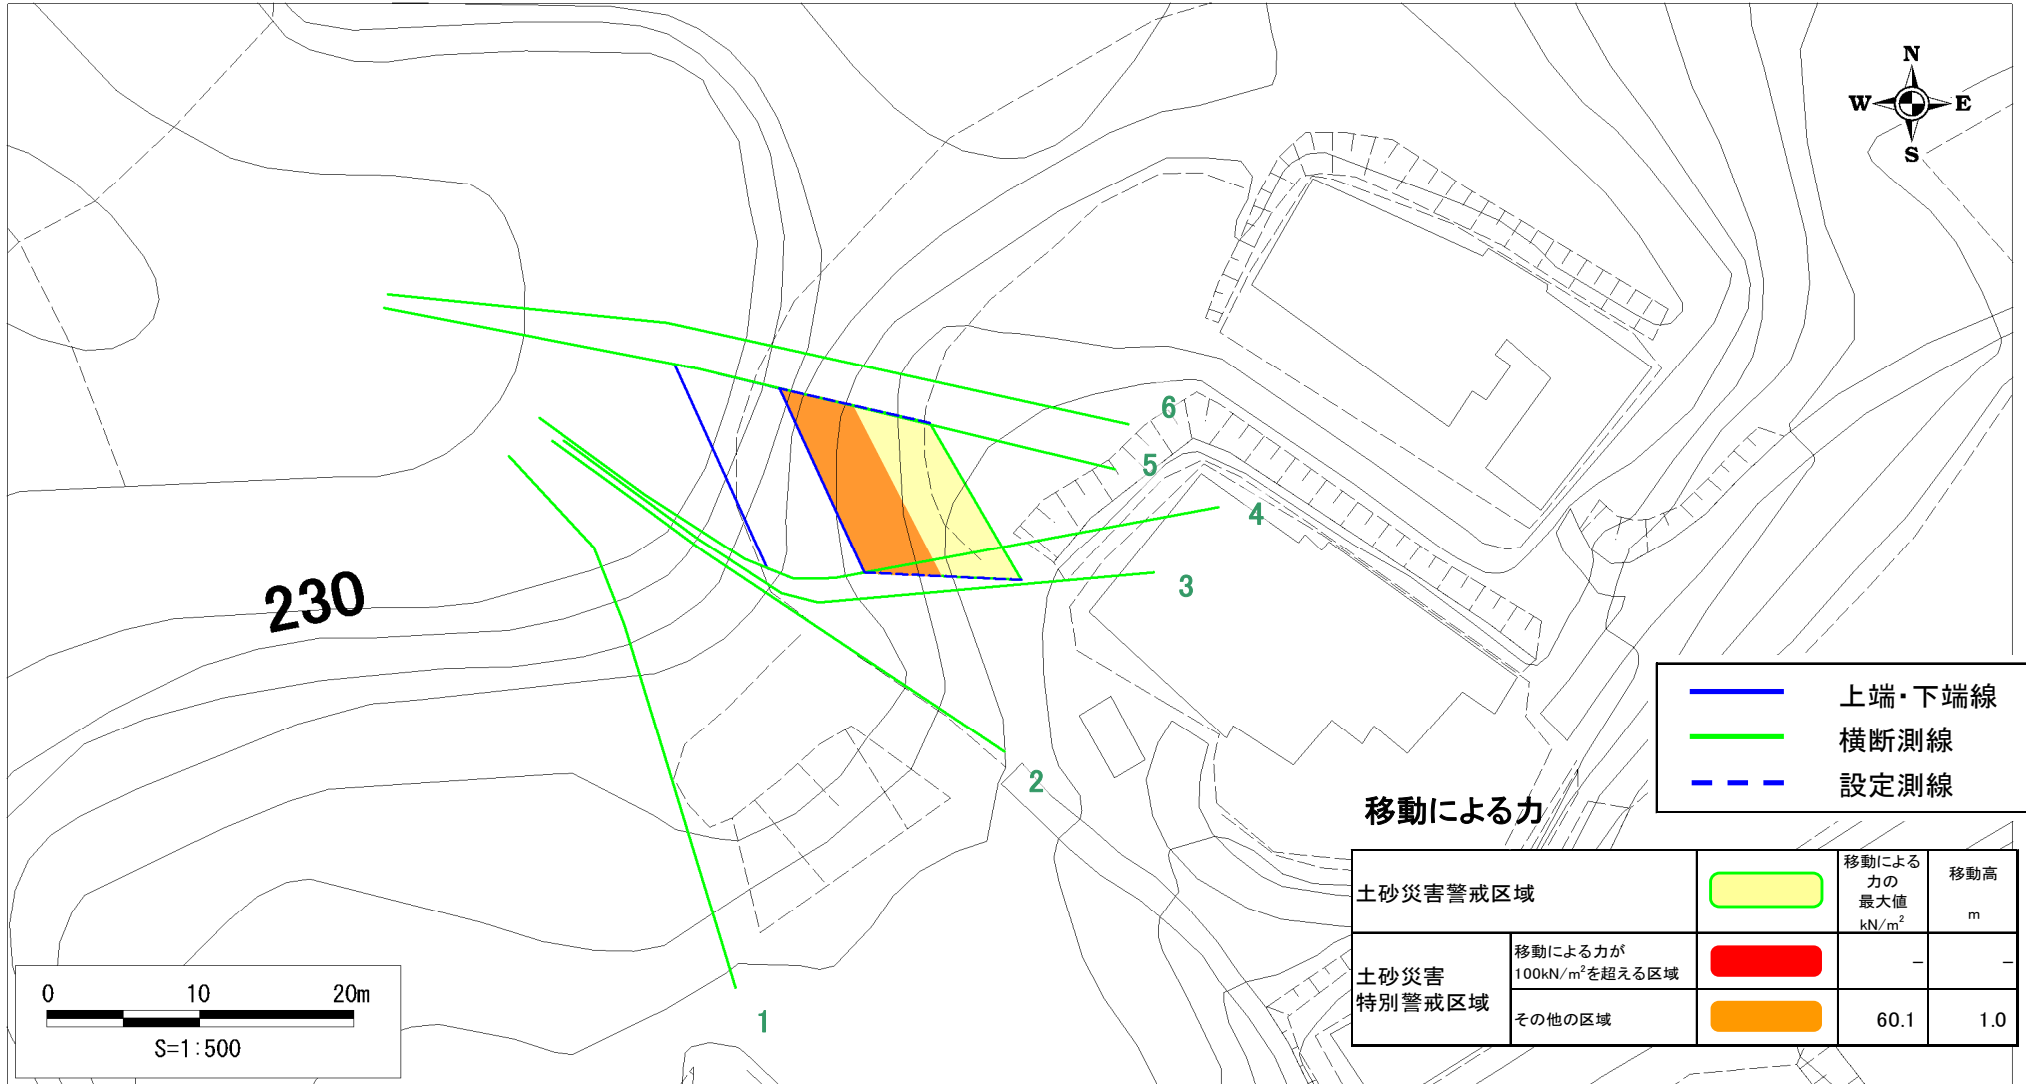 N
W E
S
6
5
4
3
230
上端・下端線
横断測線
設定測線
2
移動による力
土砂災害警戒区域
移動による
力の
最大値
kN/m²
移動高
m
土砂災害
特別警戒区域
移動による力が
100kN/m²を超える区域
－ －
その他の区域
60.1 1.0
0 10 20m
S=1:500
1